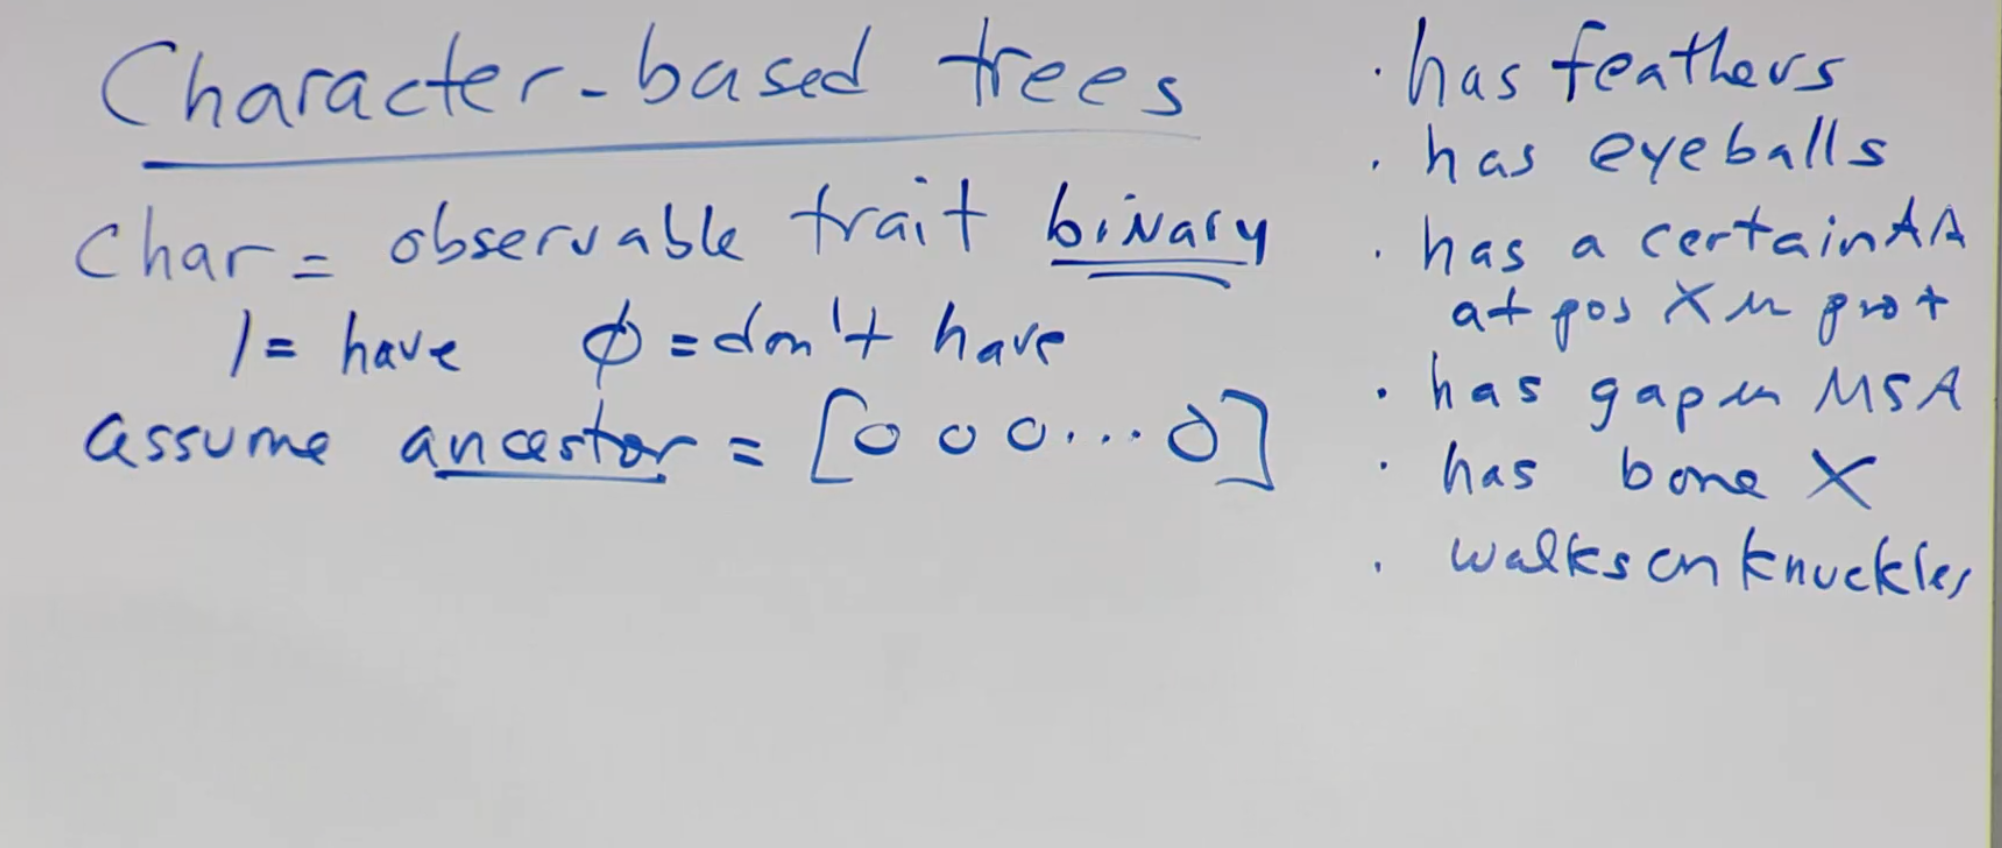 Character-based trees
Char = observable trait binary
1 = have ϕ = don't have
assume ancestor = [0 0 0 ... 0]
· has feathers
· has eyeballs
· has a certain AA
at pos X in prot
· has gap in MSA
· has bone X
· walks on knuckles